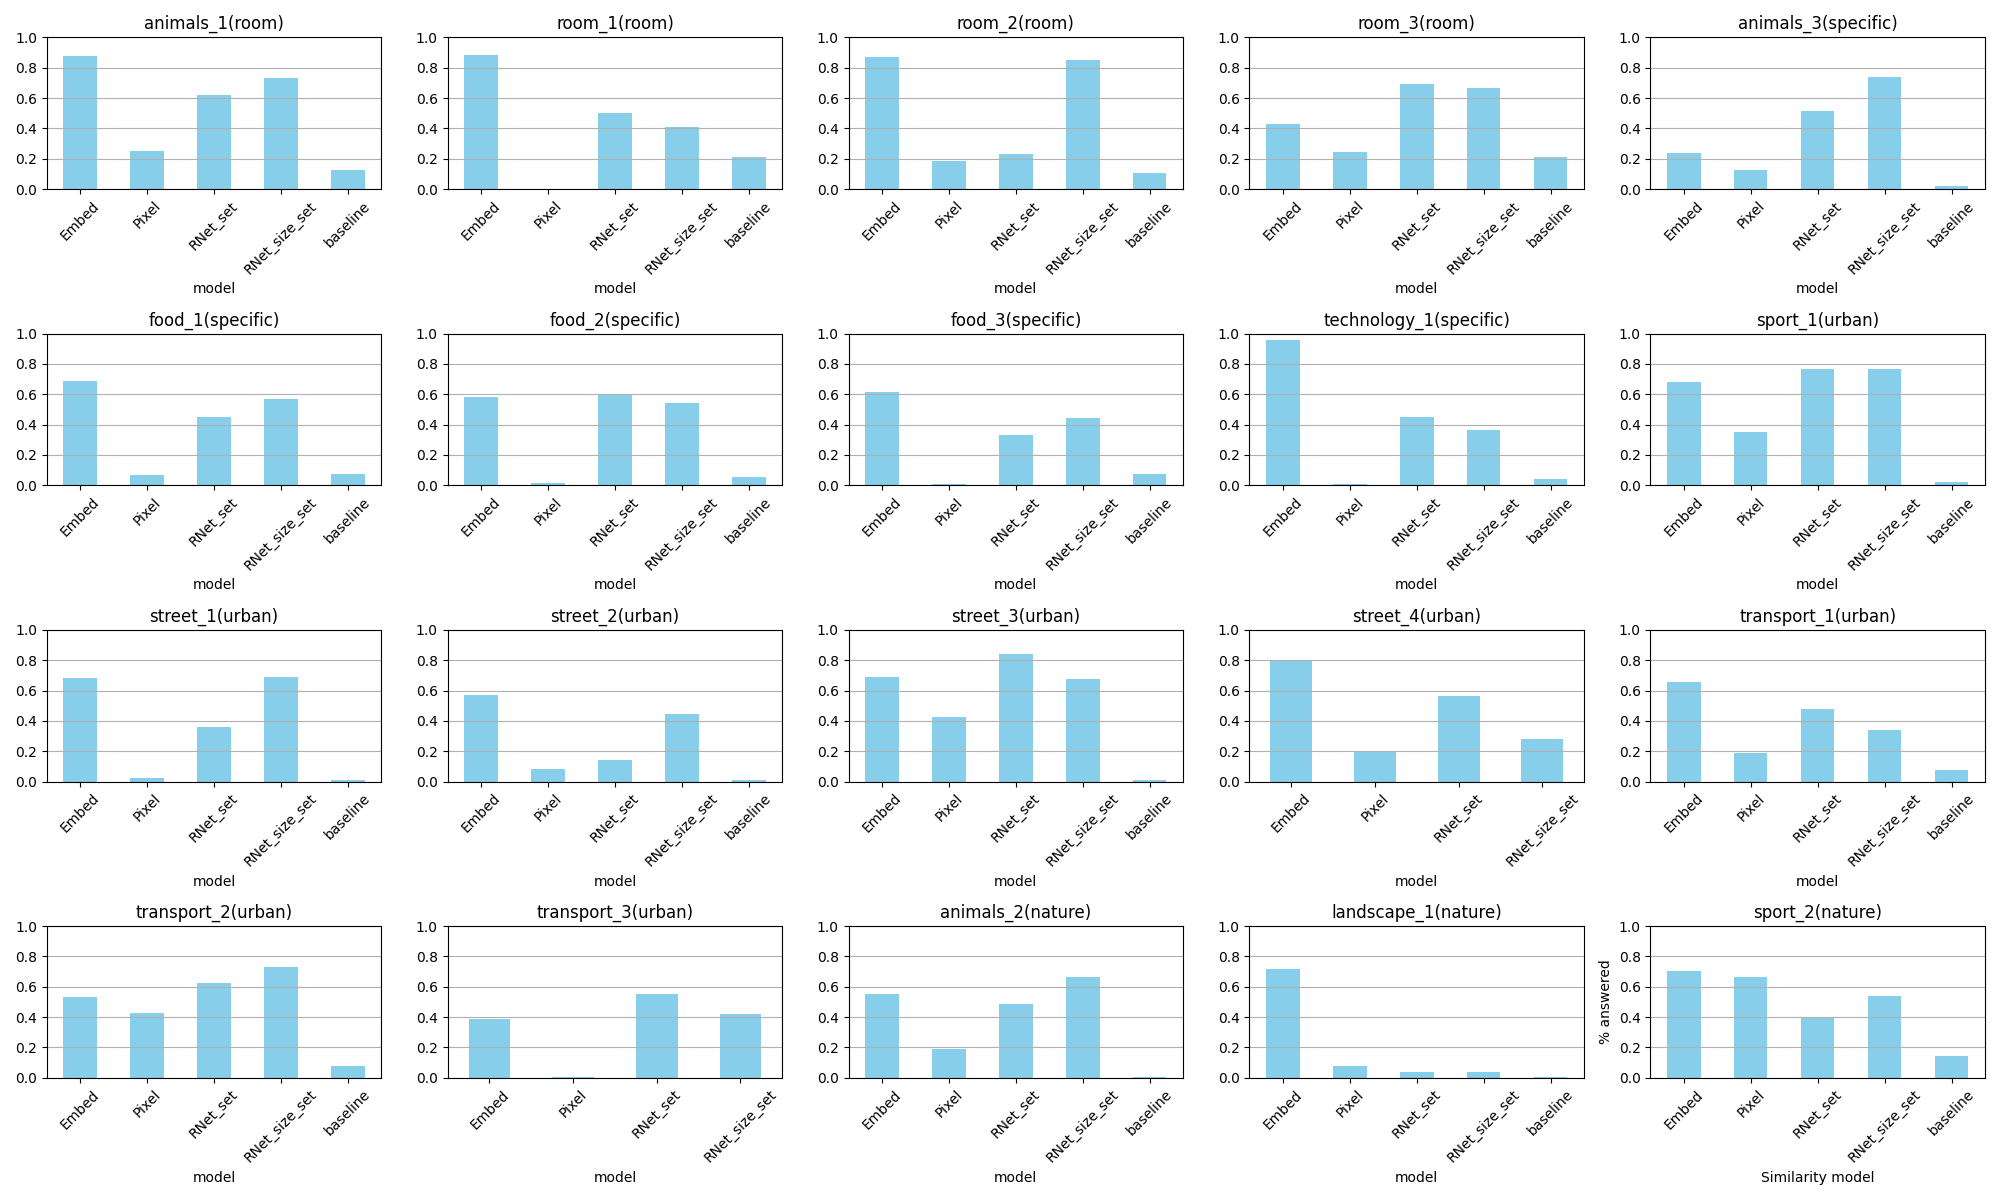 animals_1(room)
1.0
0.8
0.6
0.4
0.2
0.0
Embed
Pixel
RNet_set
RNet_size_set
baseline
model
room_1(room)
1.0
0.8
0.6
0.4
0.2
0.0
Embed
Pixel
RNet_set
RNet_size_set
baseline
model
room_2(room)
1.0
0.8
0.6
0.4
0.2
0.0
Embed
Pixel
RNet_set
RNet_size_set
baseline
model
room_3(room)
1.0
0.8
0.6
0.4
0.2
0.0
Embed
Pixel
RNet_set
RNet_size_set
baseline
model
animals_3(specific)
1.0
0.8
0.6
0.4
0.2
0.0
Embed
Pixel
RNet_set
RNet_size_set
baseline
model
food_1(specific)
1.0
0.8
0.6
0.4
0.2
0.0
Embed
Pixel
RNet_set
RNet_size_set
baseline
model
food_2(specific)
1.0
0.8
0.6
0.4
0.2
0.0
Embed
Pixel
RNet_set
RNet_size_set
baseline
model
food_3(specific)
1.0
0.8
0.6
0.4
0.2
0.0
Embed
Pixel
RNet_set
RNet_size_set
baseline
model
technology_1(specific)
1.0
0.8
0.6
0.4
0.2
0.0
Embed
Pixel
RNet_set
RNet_size_set
baseline
model
sport_1(urban)
1.0
0.8
0.6
0.4
0.2
0.0
Embed
Pixel
RNet_set
RNet_size_set
baseline
model
street_1(urban)
1.0
0.8
0.6
0.4
0.2
0.0
Embed
Pixel
RNet_set
RNet_size_set
baseline
model
street_2(urban)
1.0
0.8
0.6
0.4
0.2
0.0
Embed
Pixel
RNet_set
RNet_size_set
baseline
model
street_3(urban)
1.0
0.8
0.6
0.4
0.2
0.0
Embed
Pixel
RNet_set
RNet_size_set
baseline
model
street_4(urban)
1.0
0.8
0.6
0.4
0.2
0.0
Embed
Pixel
RNet_set
RNet_size_set
model
transport_1(urban)
1.0
0.8
0.6
0.4
0.2
0.0
Embed
Pixel
RNet_set
RNet_size_set
baseline
model
transport_2(urban)
1.0
0.8
0.6
0.4
0.2
0.0
Embed
Pixel
RNet_set
RNet_size_set
baseline
model
transport_3(urban)
1.0
0.8
0.6
0.4
0.2
0.0
Embed
Pixel
RNet_set
RNet_size_set
model
animals_2(nature)
1.0
0.8
0.6
0.4
0.2
0.0
Embed
Pixel
RNet_set
RNet_size_set
baseline
model
landscape_1(nature)
1.0
0.8
0.6
0.4
0.2
0.0
Embed
Pixel
RNet_set
RNet_size_set
baseline
model
sport_2(nature)
% answered
1.0
0.8
0.6
0.4
0.2
0.0
Embed
Pixel
RNet_set
RNet_size_set
baseline
Similarity model